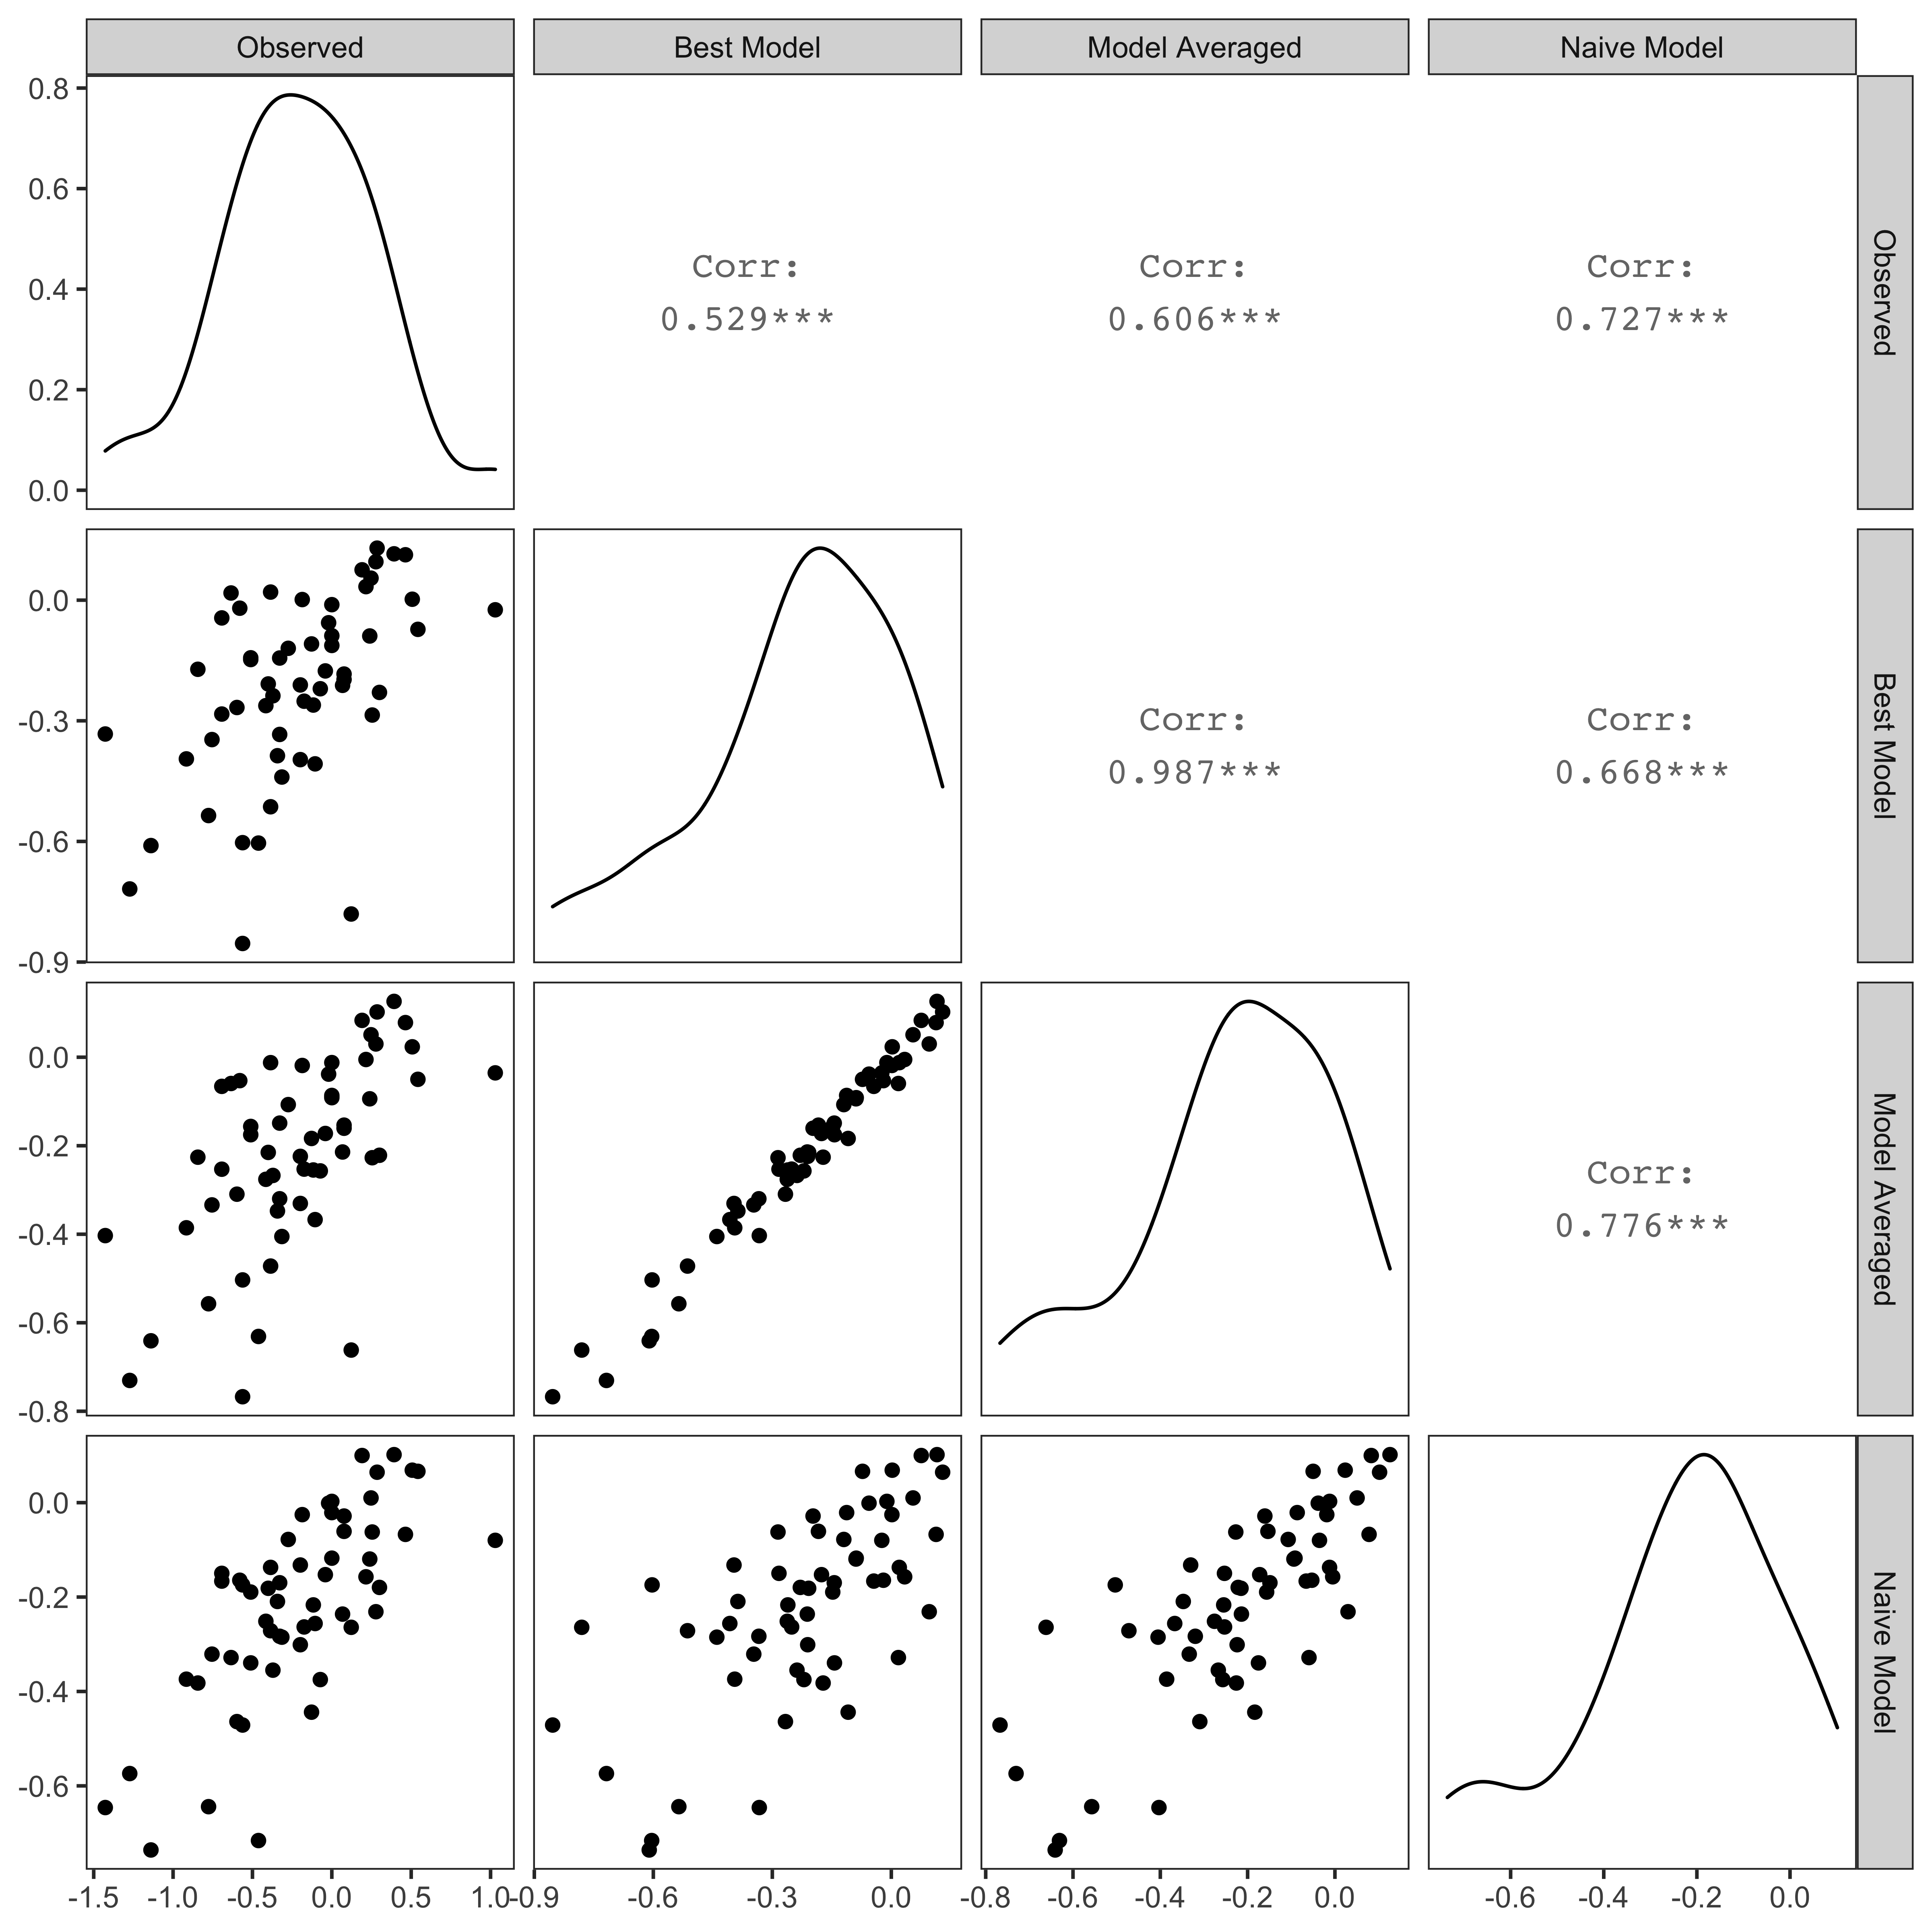 Observed
Best Model
Model Averaged
Naive Model
0.8
0.6
0.4
0.2
0.0
Corr:
0.529***
Corr:
0.606***
Corr:
0.727***
Observed
0.0
-0.3
-0.6
-0.9
Corr:
0.987***
Corr:
0.668***
Best Model
0.0
-0.2
-0.4
-0.6
-0.8
Corr:
0.776***
Model Averaged
0.0
-0.2
-0.4
-0.6
Naive Model
-1.5 -1.0 -0.5 0.0 0.5 1.0
-0.9 -0.6 -0.3 0.0
-0.8 -0.6 -0.4 -0.2 0.0
-0.6 -0.4 -0.2 0.0